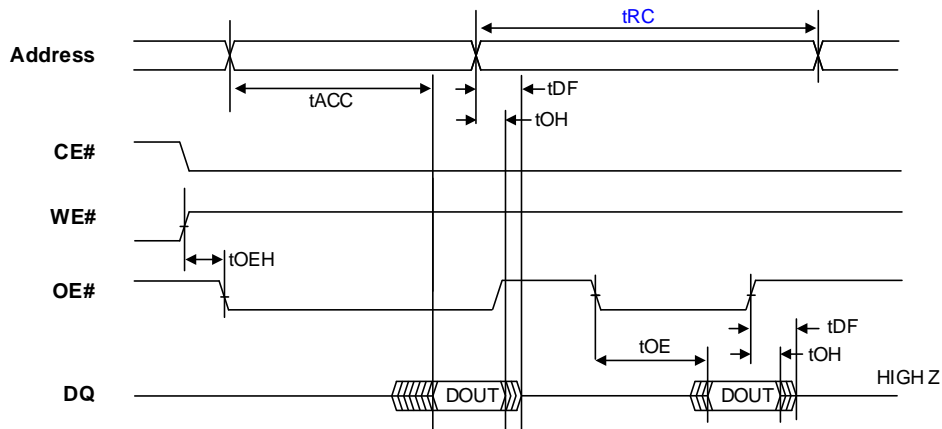 tRC
Address
tACC
tDF
tOH
CE#
WE#
tOEH
OE#
tDF
tOE
tOH
HIGH Z
DQ
DOUT
DOUT